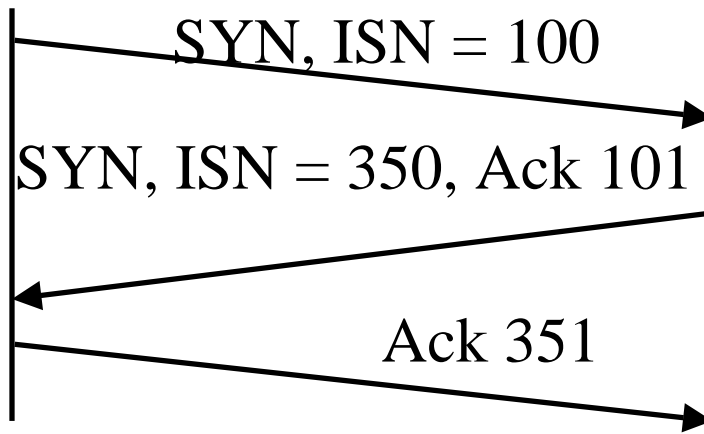 SYN, ISN = 100
SYN, ISN = 350, Ack 101
Ack 351